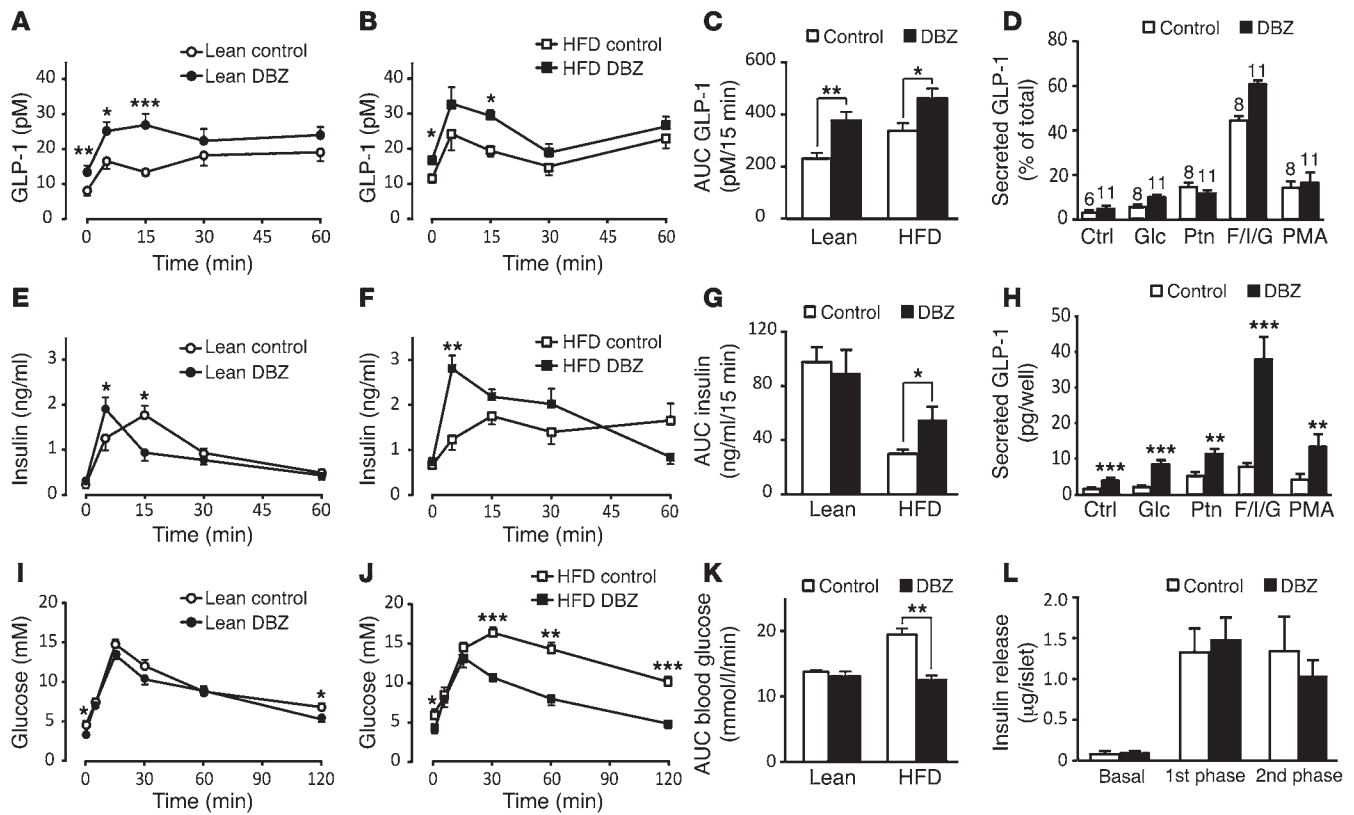 A
Lean control
Lean DBZ
GLP-1 (pM)
40
30
20
10
0
**
*
***
0 15 30 45 60
Time (min)
B
HFD control
HFD DBZ
GLP-1 (pM)
40
30
20
10
0
*
*
0 15 30 45 60
Time (min)
C
Control DBZ
AUC GLP-1
(pM/15 min)
600
400
200
0
**
*
Lean HFD
D
Control DBZ
Secreted GLP-1
(% of total)
80
60
40
20
0
6 11 8 11 8 11 8 11 8 11
Ctrl Glc Ptn F/I/G PMA
E
Lean control
Lean DBZ
Insulin (ng/ml)
3
2
1
0
*
*
0 15 30 45 60
Time (min)
F
HFD control
HFD DBZ
Insulin (ng/ml)
3
2
1
0
**
0 15 30 45 60
Time (min)
G
Control DBZ
AUC insulin
(ng/ml/15 min)
120
80
40
0
*
Lean HFD
H
Control DBZ
Secreted GLP-1
(pg/well)
50
40
30
20
10
0
***
***
**
***
**
Ctrl Glc Ptn F/I/G PMA
I
Lean control
Lean DBZ
Glucose (mM)
20
15
10
5
0
*
*
0 30 60 90 120
Time (min)
J
HFD control
HFD DBZ
Glucose (mM)
20
15
10
5
0
*
***
**
***
0 30 60 90 120
Time (min)
K
Control DBZ
AUC blood glucose
(mmol/l/min)
20
10
0
**
Lean HFD
L
Control DBZ
Insulin release
(μg/islet)
2.0
1.5
1.0
0.5
0
Basal 1st phase 2nd phase